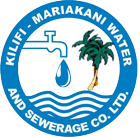 KILIFI - MARIAKANI WATER
AND SEWERAGE CO. LTD.